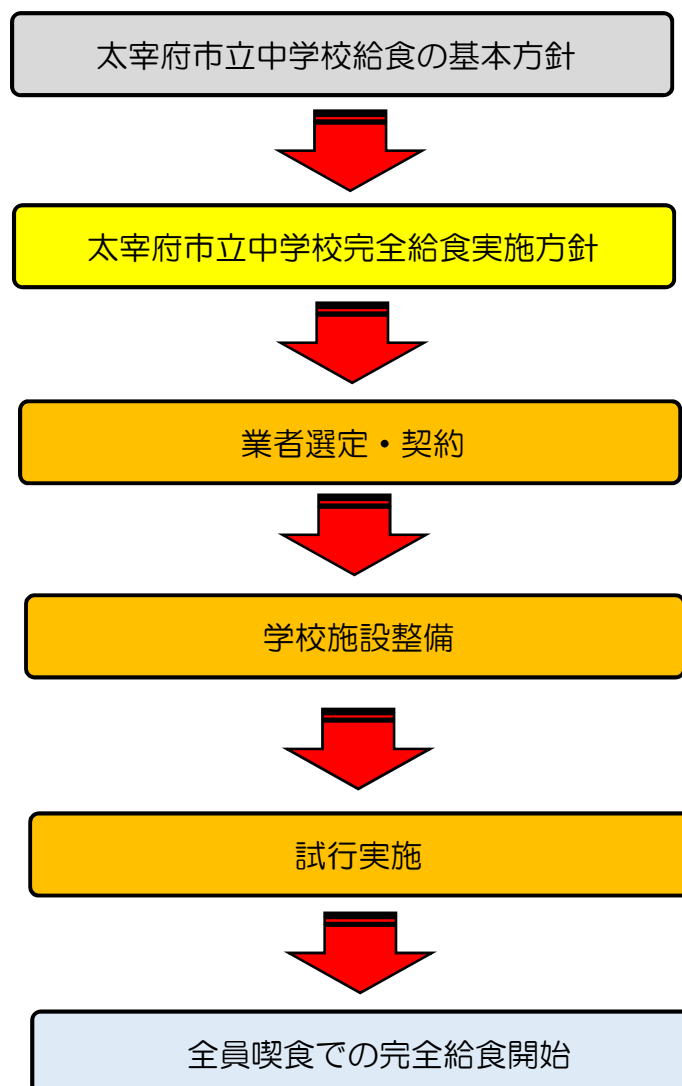 太宰府市立中学校給食の基本方針
太宰府市立中学校完全給食実施方針
業者選定・契約
学校施設整備
試行実施
全員喫食での完全給食開始